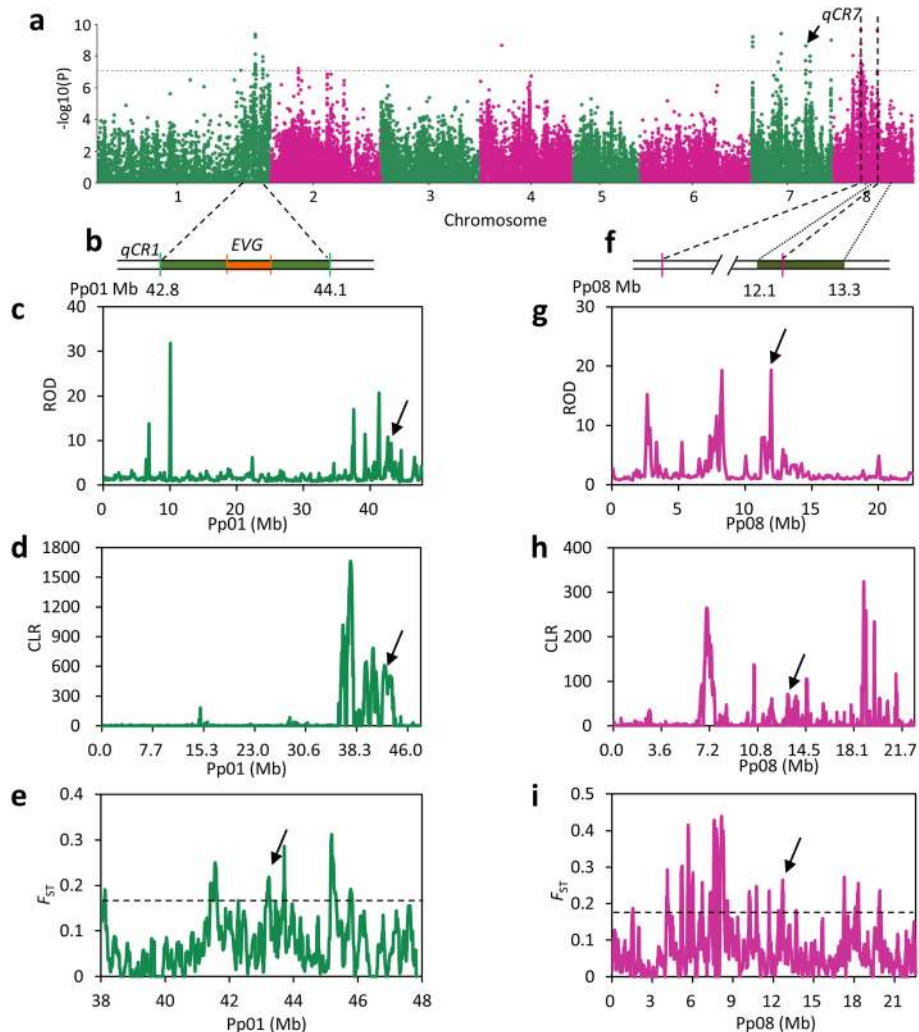 a
qCR7
10
8
6
4
2
0
-log10(P)
1 2 3 4 5 6 7 8
Chromosome
b
qCR1 EVG
Pp01 Mb 42.8 44.1
f
Pp08 Mb 12.1 13.3
c
40
30
20
10
0
ROD
0 10 20 30 40
Pp01 (Mb)
g
30
20
10
0
ROD
0 5 10 15 20
Pp08 (Mb)
d
1800
1500
1200
900
600
300
0
CLR
0.0 7.7 15.3 23.0 30.6 38.3 46.0
Pp01 (Mb)
h
400
300
200
100
0
CLR
0.0 3.6 7.2 10.8 14.5 18.1 21.7
Pp08 (Mb)
e
0.4
0.3
0.2
0.1
0
FST
38 40 42 44 46 48
Pp01 (Mb)
i
0.5
0.4
0.3
0.2
0.1
0
FST
0 3 6 9 12 15 18 21
Pp08 (Mb)